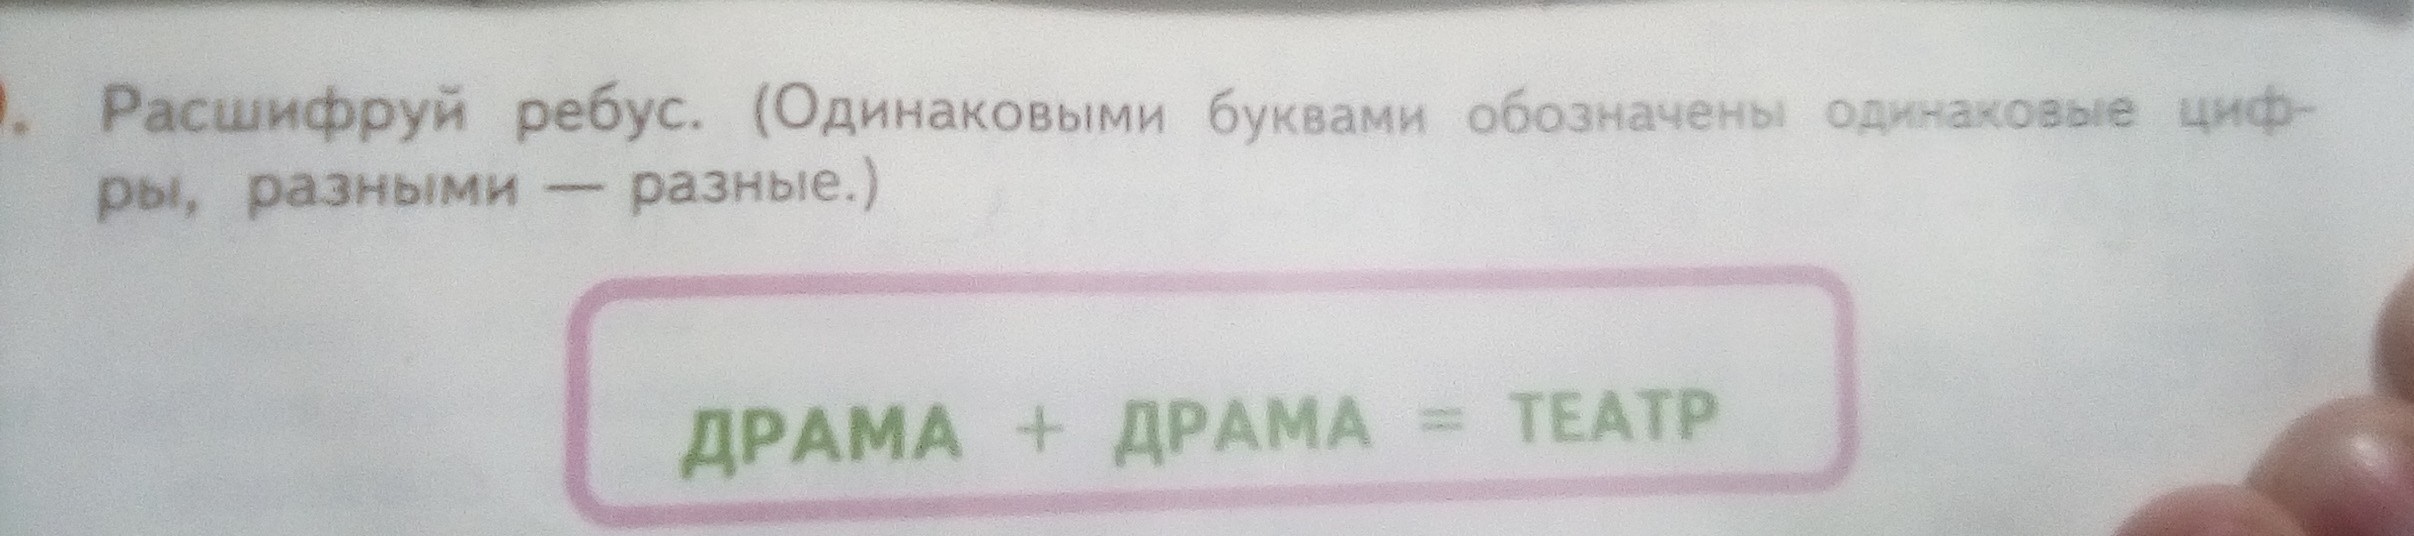 . Расшифруй ребус. (Одинаковыми буквами обозначены одинаковые циф-
ры, разными — разные.)
ДРАМА + ДРАМА = ТЕАТР